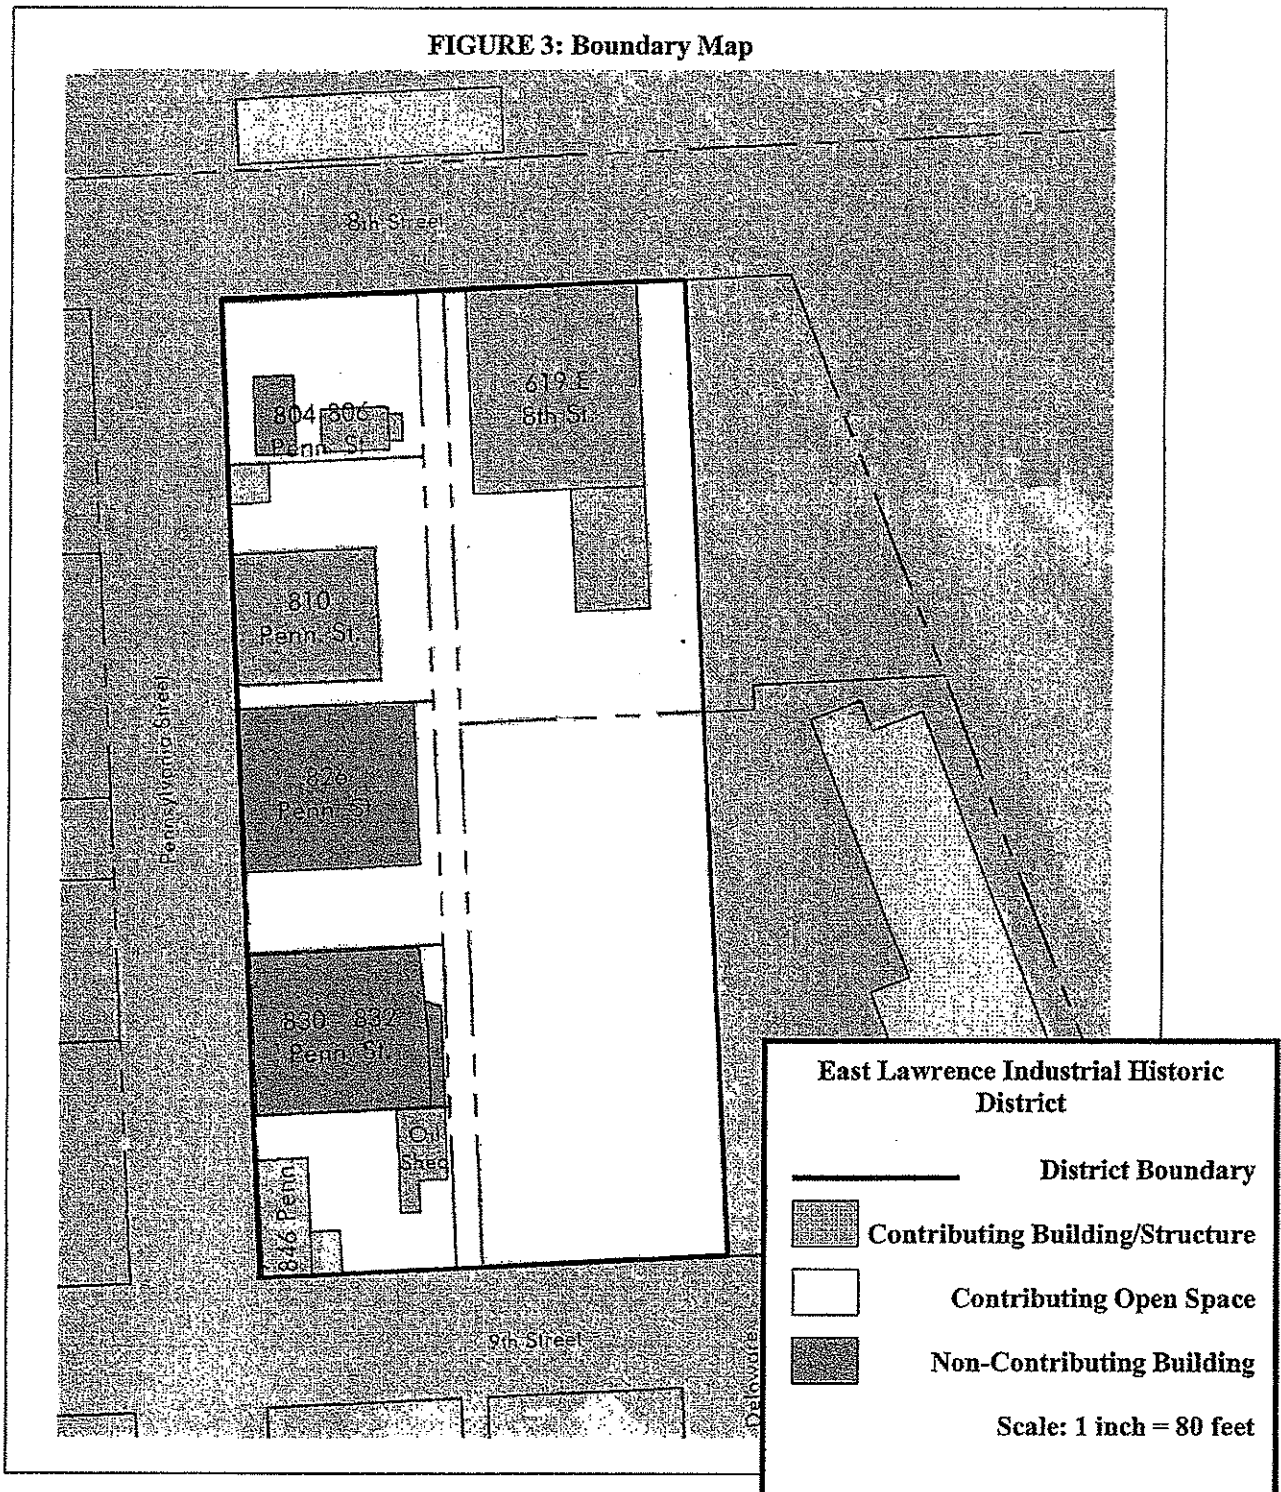 FIGURE 3: Boundary Map
8th Street
619 E
8th St.
804-806
Penn. St.
810
Penn. St.
Pennsylvania Street
826
Penn. St.
830 - 832
Penn. St.
Oil
Shed
846 Penn.
9th Street
Delaware
East Lawrence Industrial Historic
District
District Boundary
Contributing Building/Structure
Contributing Open Space
Non-Contributing Building
Scale: 1 inch = 80 feet